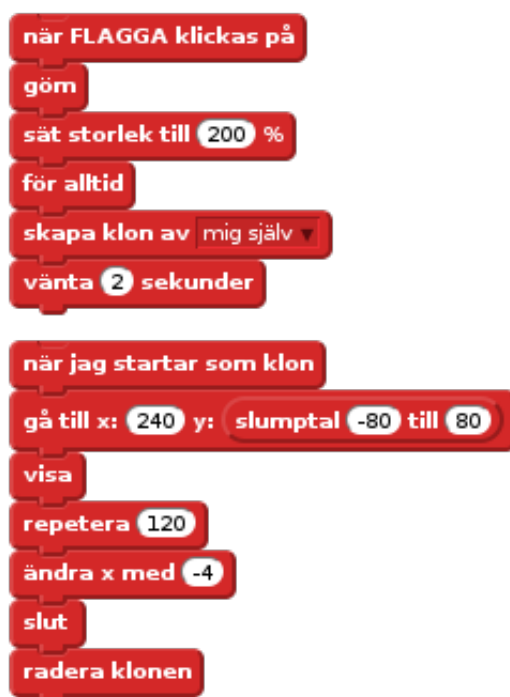 när FLAGGA klickas på
göm
sät storlek till 200 %
för alltid
skapa klon av mig själv
vänta 2 sekunder
när jag startar som klon
gå till x: 240 y: slumptal -80 till 80
visa
repetera 120
ändra x med -4
slut
radera klonen